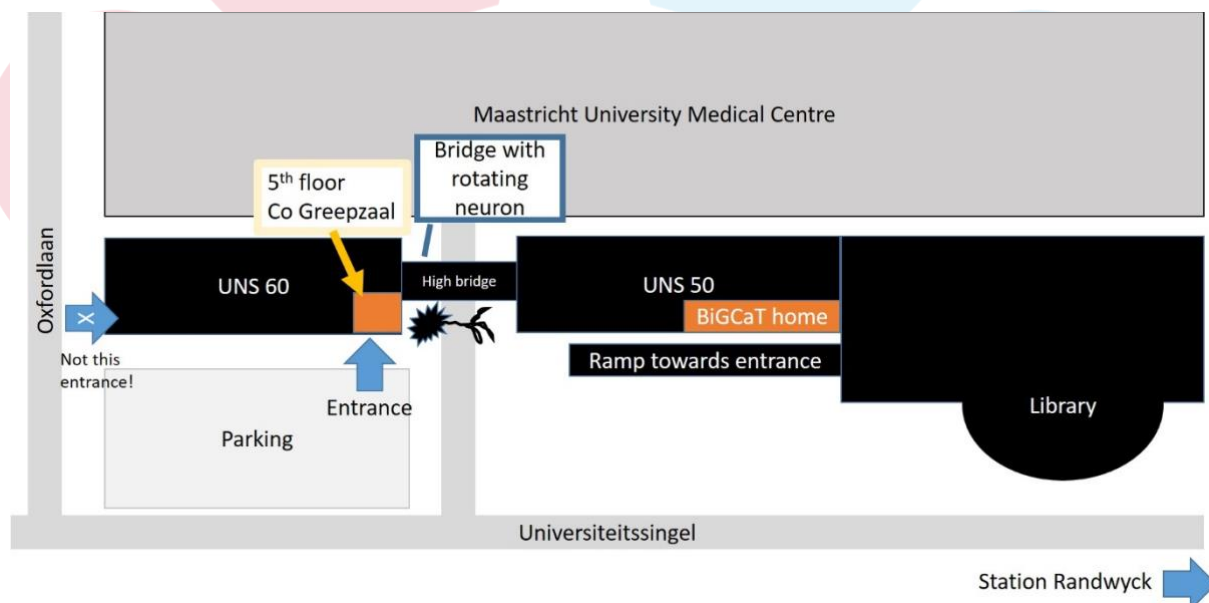 Maastricht University Medical Centre
Bridge with
rotating
neuron
5th floor
Co Greepzaal
Oxfordlaan
UNS 60
High bridge
UNS 50
BiGCaT home
X
Not this
entrance!
Ramp towards entrance
Entrance
Library
Parking
Universiteitssingel
Station Randwyck